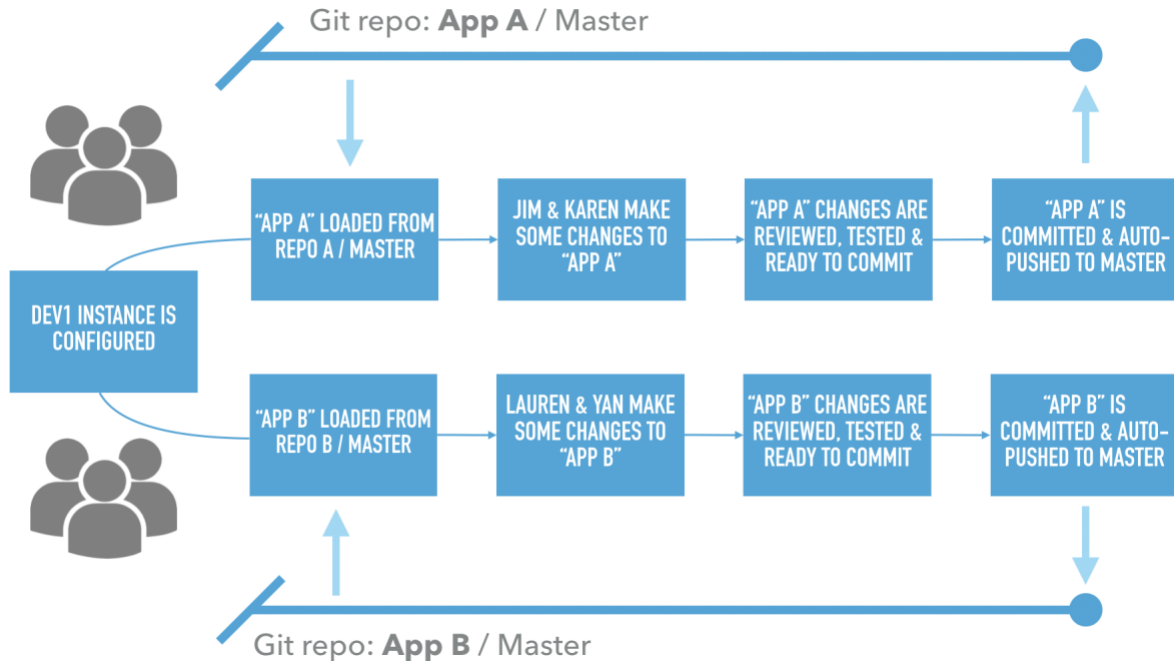 Git repo: App A / Master
“APP A” LOADED FROM
REPO A / MASTER
JIM & KAREN MAKE
SOME CHANGES TO
“APP A”
“APP A” CHANGES ARE
REVIEWED, TESTED &
READY TO COMMIT
“APP A” IS
COMMITTED & AUTO-
PUSHED TO MASTER
DEV1 INSTANCE IS
CONFIGURED
“APP B” LOADED FROM
REPO B / MASTER
LAUREN & YAN MAKE
SOME CHANGES TO
“APP B”
“APP B” CHANGES ARE
REVIEWED, TESTED &
READY TO COMMIT
“APP B” IS
COMMITTED & AUTO-
PUSHED TO MASTER
Git repo: App B / Master